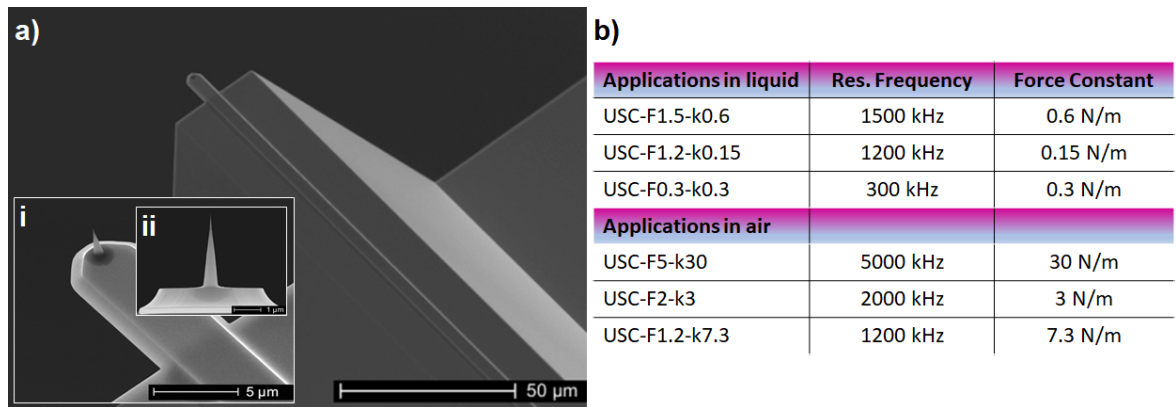 a)
i
ii
1 µm
5 µm
50 µm
b)
Applications in liquid Res. Frequency Force Constant
USC-F1.5-k0.6 1500 kHz 0.6 N/m
USC-F1.2-k0.15 1200 kHz 0.15 N/m
USC-F0.3-k0.3 300 kHz 0.3 N/m
Applications in air
USC-F5-k30 5000 kHz 30 N/m
USC-F2-k3 2000 kHz 3 N/m
USC-F1.2-k7.3 1200 kHz 7.3 N/m